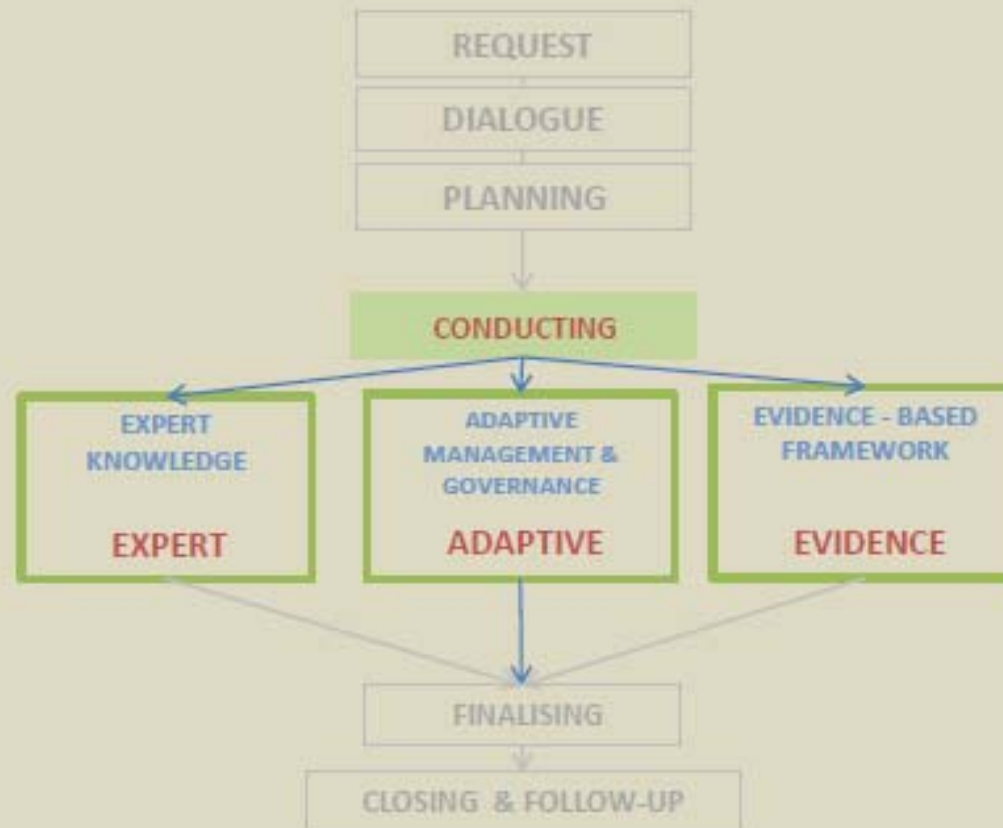 REQUEST
DIALOGUE
PLANNING
CONDUCTING
EXPERT
KNOWLEDGE
EXPERT
ADAPTIVE
MANAGEMENT &
GOVERNANCE
ADAPTIVE
EVIDENCE - BASED
FRAMEWORK
EVIDENCE
FINALISING
CLOSING & FOLLOW-UP